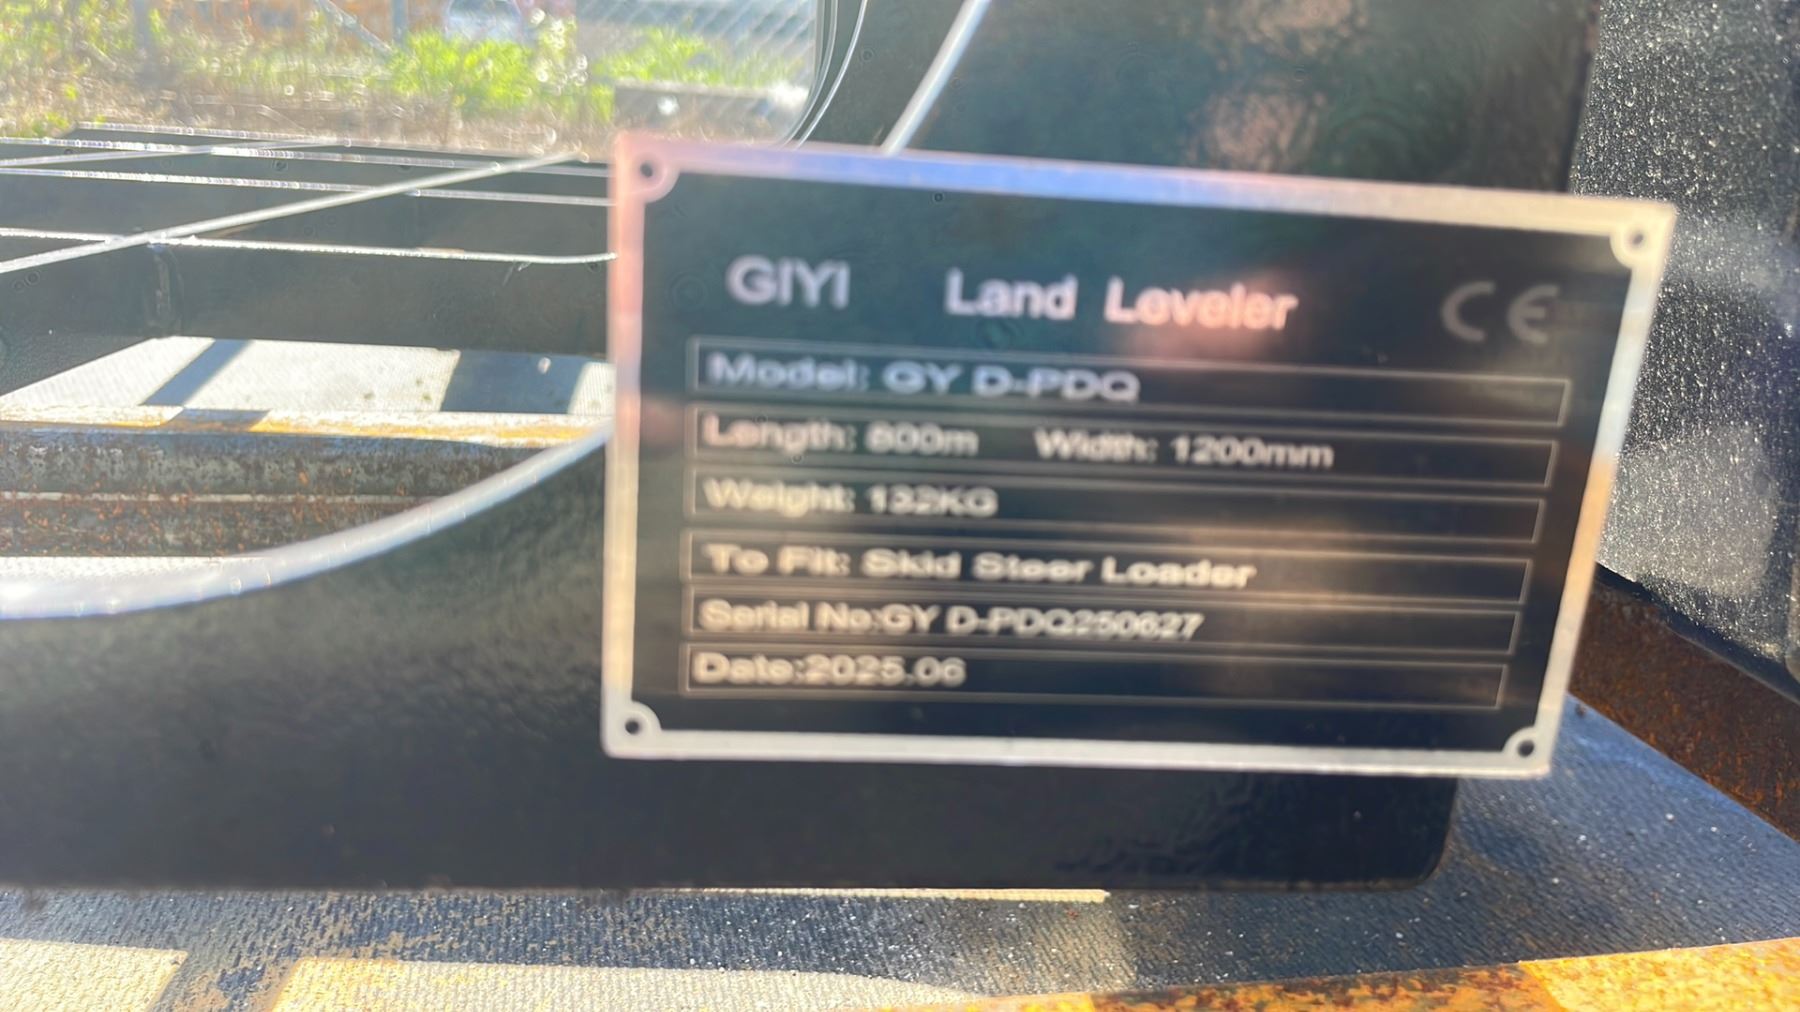 GIYI Land Leveler CE
Model: GY D-PDQ
Length: 800m Width: 1200mm
Weight: 132KG
To Fit: Skid Steer Loader
Serial No:GY D-PDQ250627
Date:2025.06